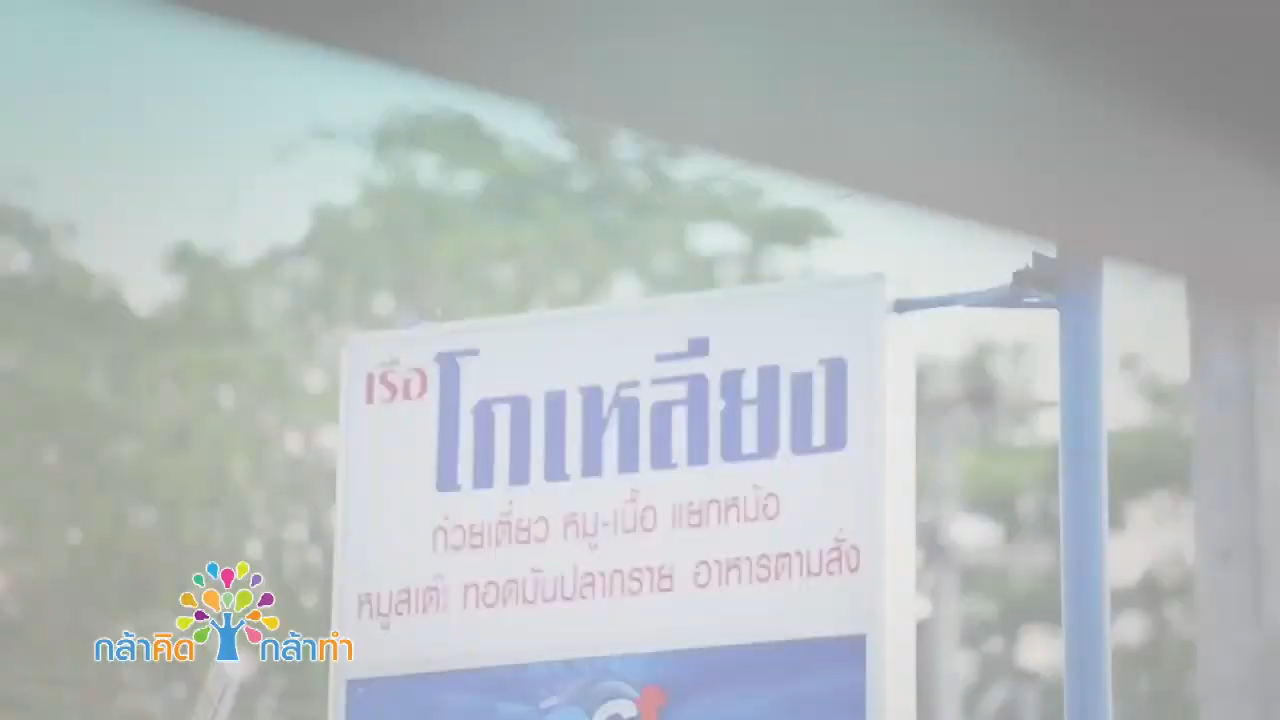 เรือ โกเหลียง
ก๋วยเตี๋ยว หมู-เนื้อ แยกหม้อ
หมูสเต๊ะ ทอดมันปลากราย อาหารตามสั่ง
กล้าคิด กล้าทำ